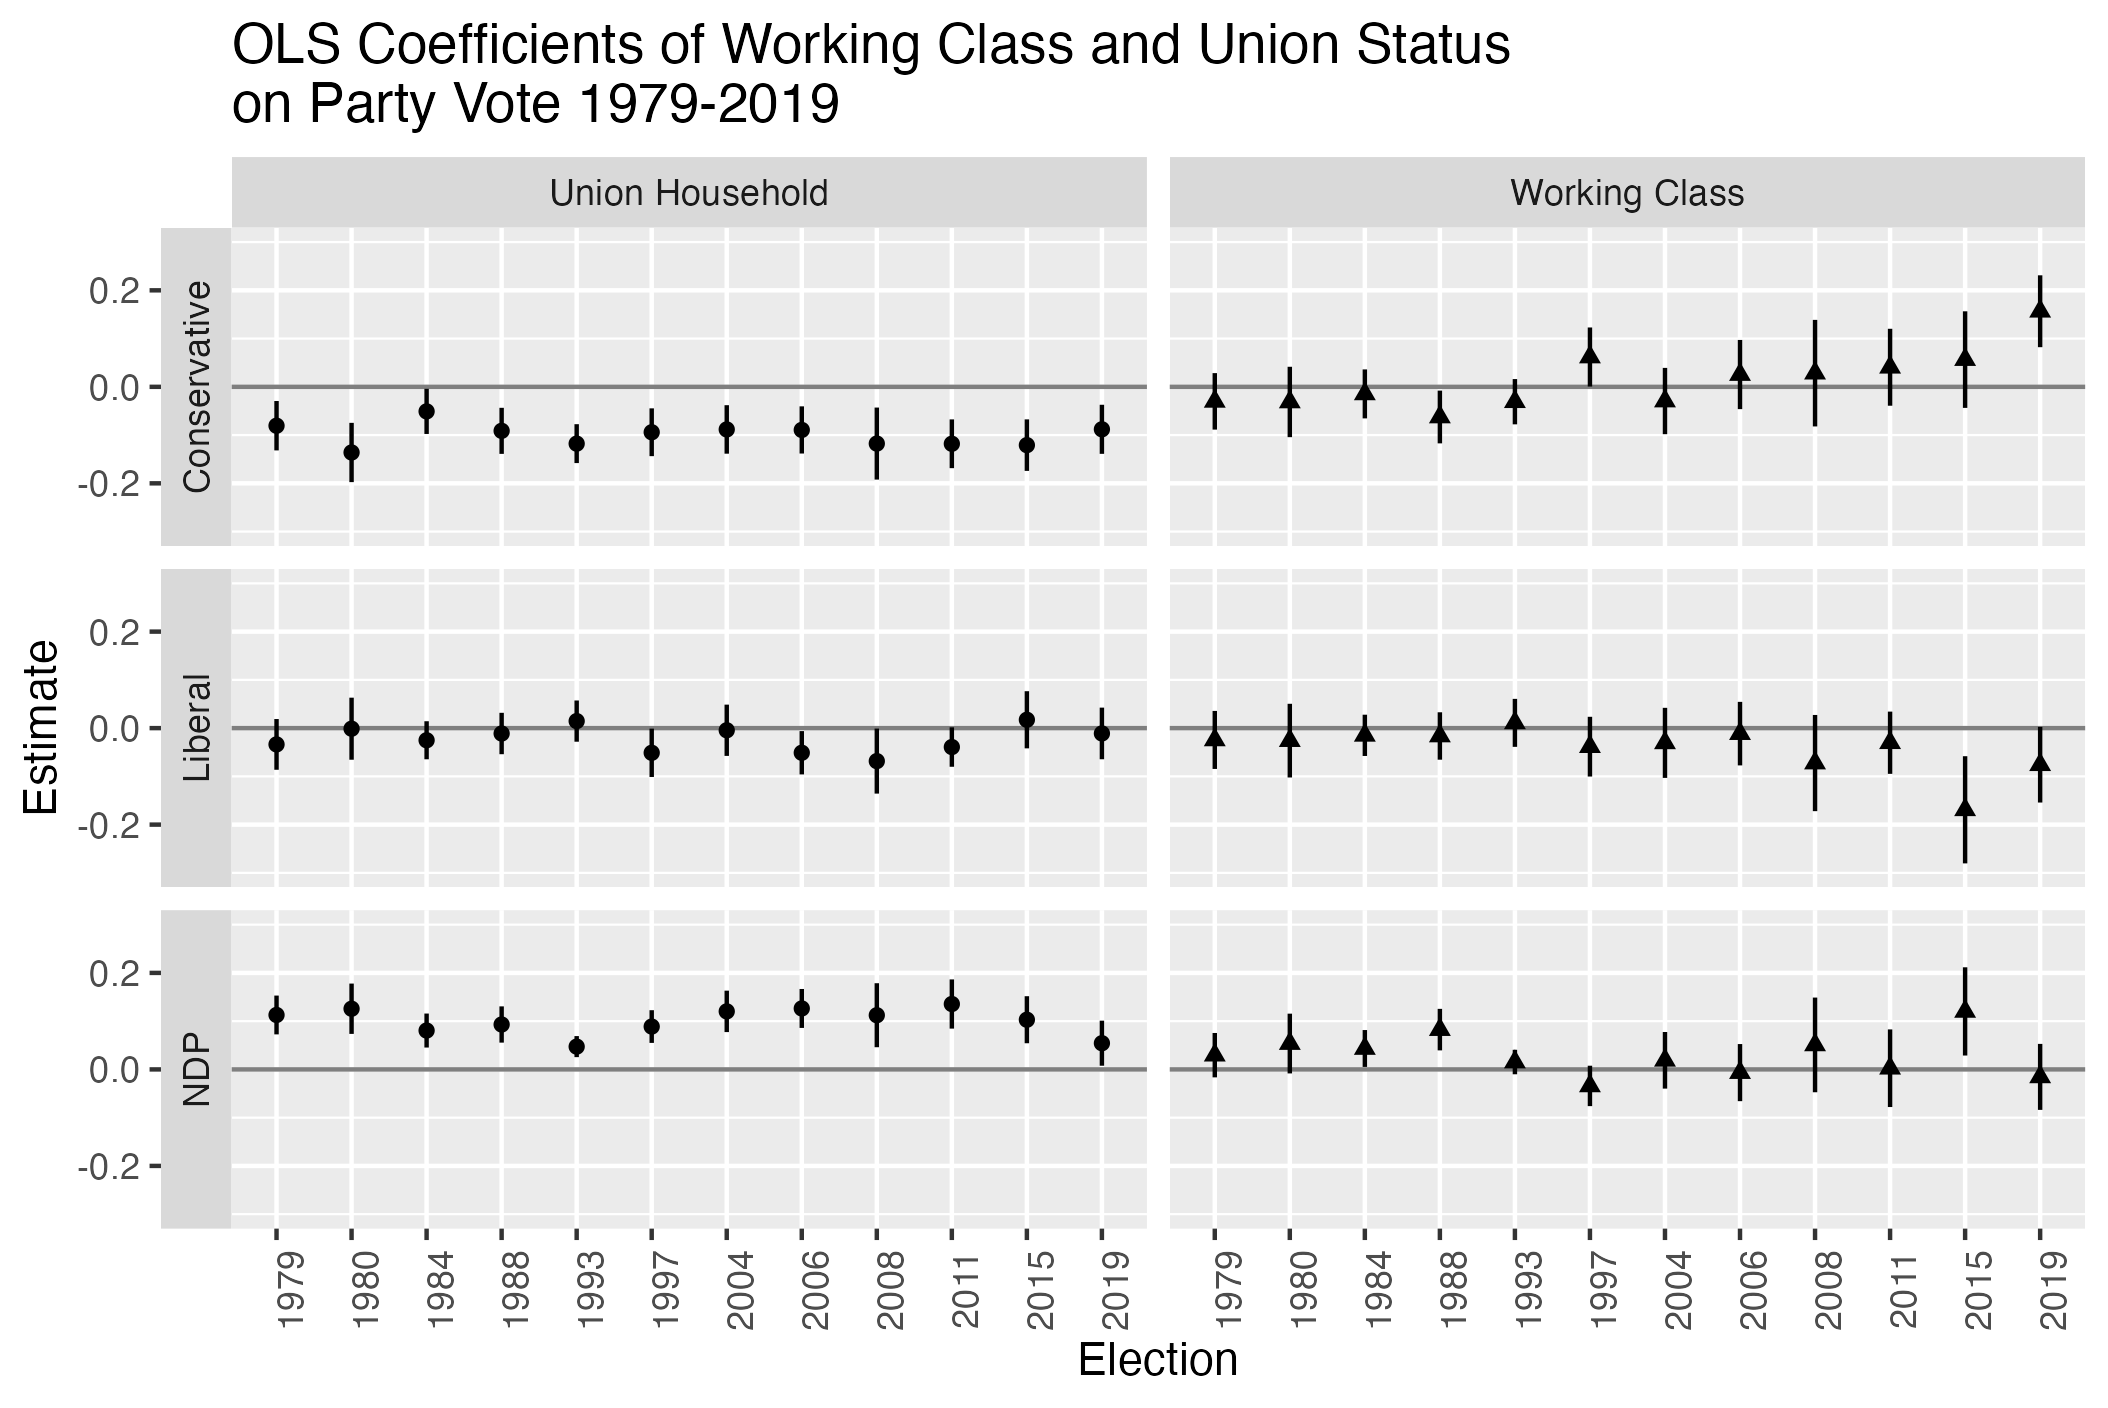 OLS Coefficients of Working Class and Union Status
on Party Vote 1979-2019
Union Household
Working Class
Estimate
Conservative
0.2
0.0
-0.2
Liberal
0.2
0.0
-0.2
NDP
0.2
0.0
-0.2
1979 1980 1984 1988 1993 1997 2004 2006 2008 2011 2015 2019
1979 1980 1984 1988 1993 1997 2004 2006 2008 2011 2015 2019
Election